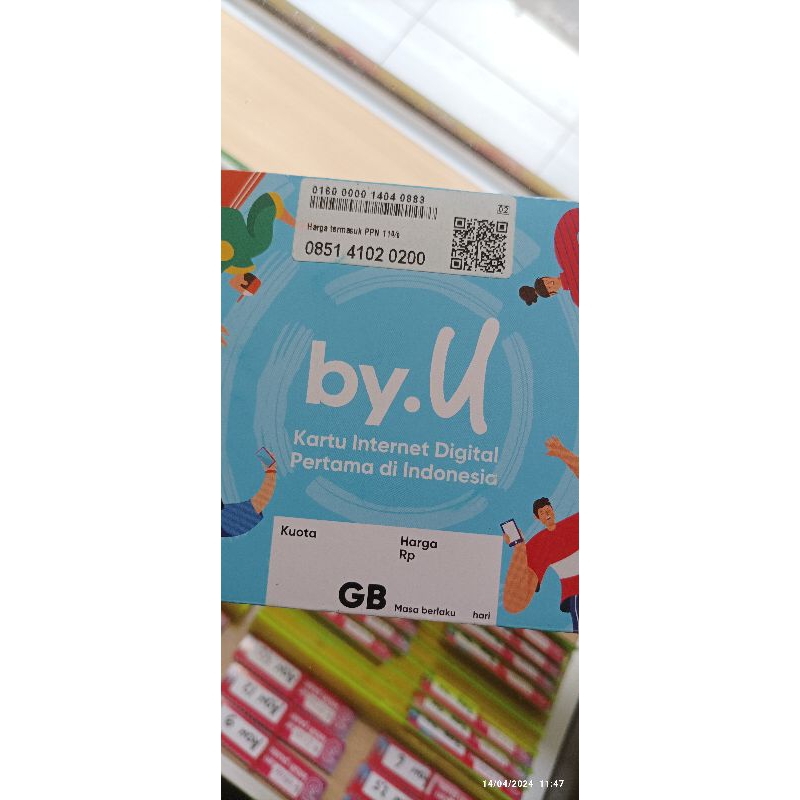 0160 0000 1404 0883
02
Harga termasuk PPN 11%
0851 4102 0200
by.U
Kartu Internet Digital
Pertama di Indonesia
Kuota
Harga
Rp
GB
Masa berlaku hari
14/04/2024 11:47